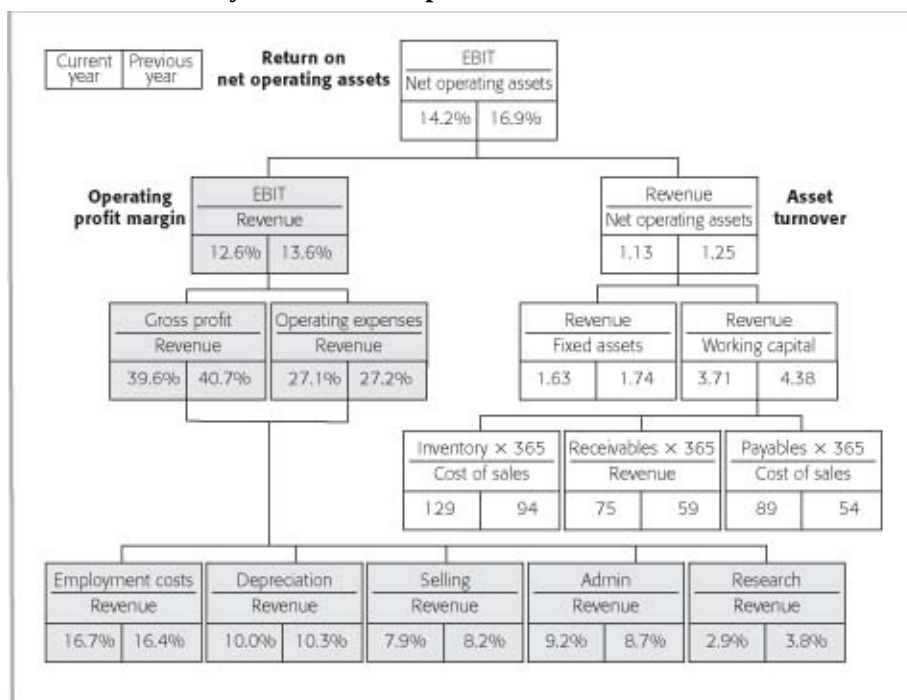 Current Previous
year year
Return on
net operating assets
EBIT
Net operating assets
14.2% 16.9%
Operating
profit margin
EBIT
Revenue
12.6% 13.6%
Revenue
Net operating assets
1.13 1.25
Asset
turnover
Gross profit
Revenue
39.6% 40.7%
Operating expenses
Revenue
27.1% 27.2%
Revenue
Fixed assets
1.63 1.74
Revenue
Working capital
3.71 4.38
Inventory × 365
Cost of sales
129 94
Receivables × 365
Revenue
75 59
Payables × 365
Cost of sales
89 54
Employment costs
Revenue
16.7% 16.4%
Depreciation
Revenue
10.0% 10.3%
Selling
Revenue
7.9% 8.2%
Admin
Revenue
9.2% 8.7%
Research
Revenue
2.9% 3.8%